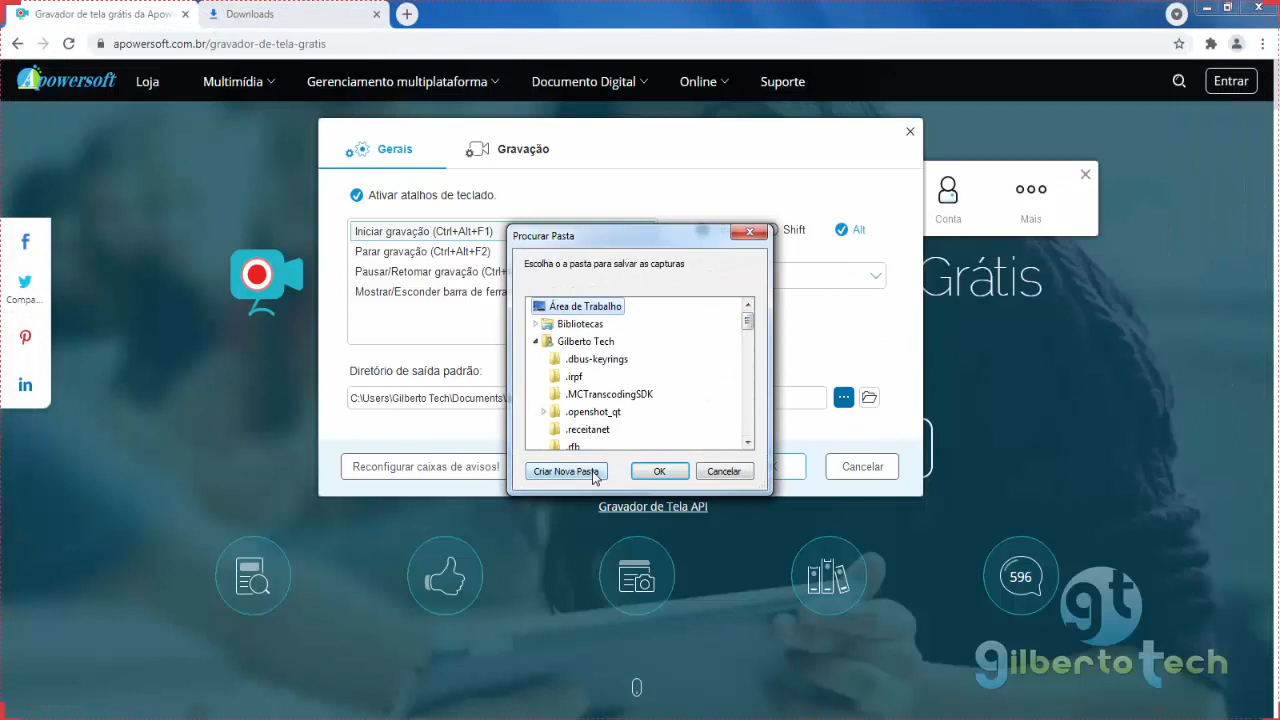 Gravador de tela grátis da Apow
Downloads
apowersoft.com.br/gravador-de-tela-gratis
Apowersoft
Loja
Multimídia
Gerenciamento multiplataforma
Documento Digital
Online
Suporte
Entrar
Gerais
Gravação
Ativar atalhos de teclado.
Conta
Mais
Iniciar gravação (Ctrl+Alt+F1)
Parar gravação (Ctrl+Alt+F2)
Pausar/Retomar gravação (Ctrl+
Mostrar/Esconder barra de ferra
Shift
Alt
Procurar Pasta
Escolha o a pasta para salvar as capturas
Área de Trabalho
Bibliotecas
Gilberto Tech
.dbus-keyrings
.irpf
.MCTranscodingSDK
.openshot_qt
.receitanet
.rfb
Criar Nova Pasta
OK
Cancelar
Grátis
Compa...
Diretório de saída padrão:
C:\Users\Gilberto Tech\Documents\
Reconfigurar caixas de avisos!
Cancelar
Gravador de Tela API
596
gt
gilberto tech